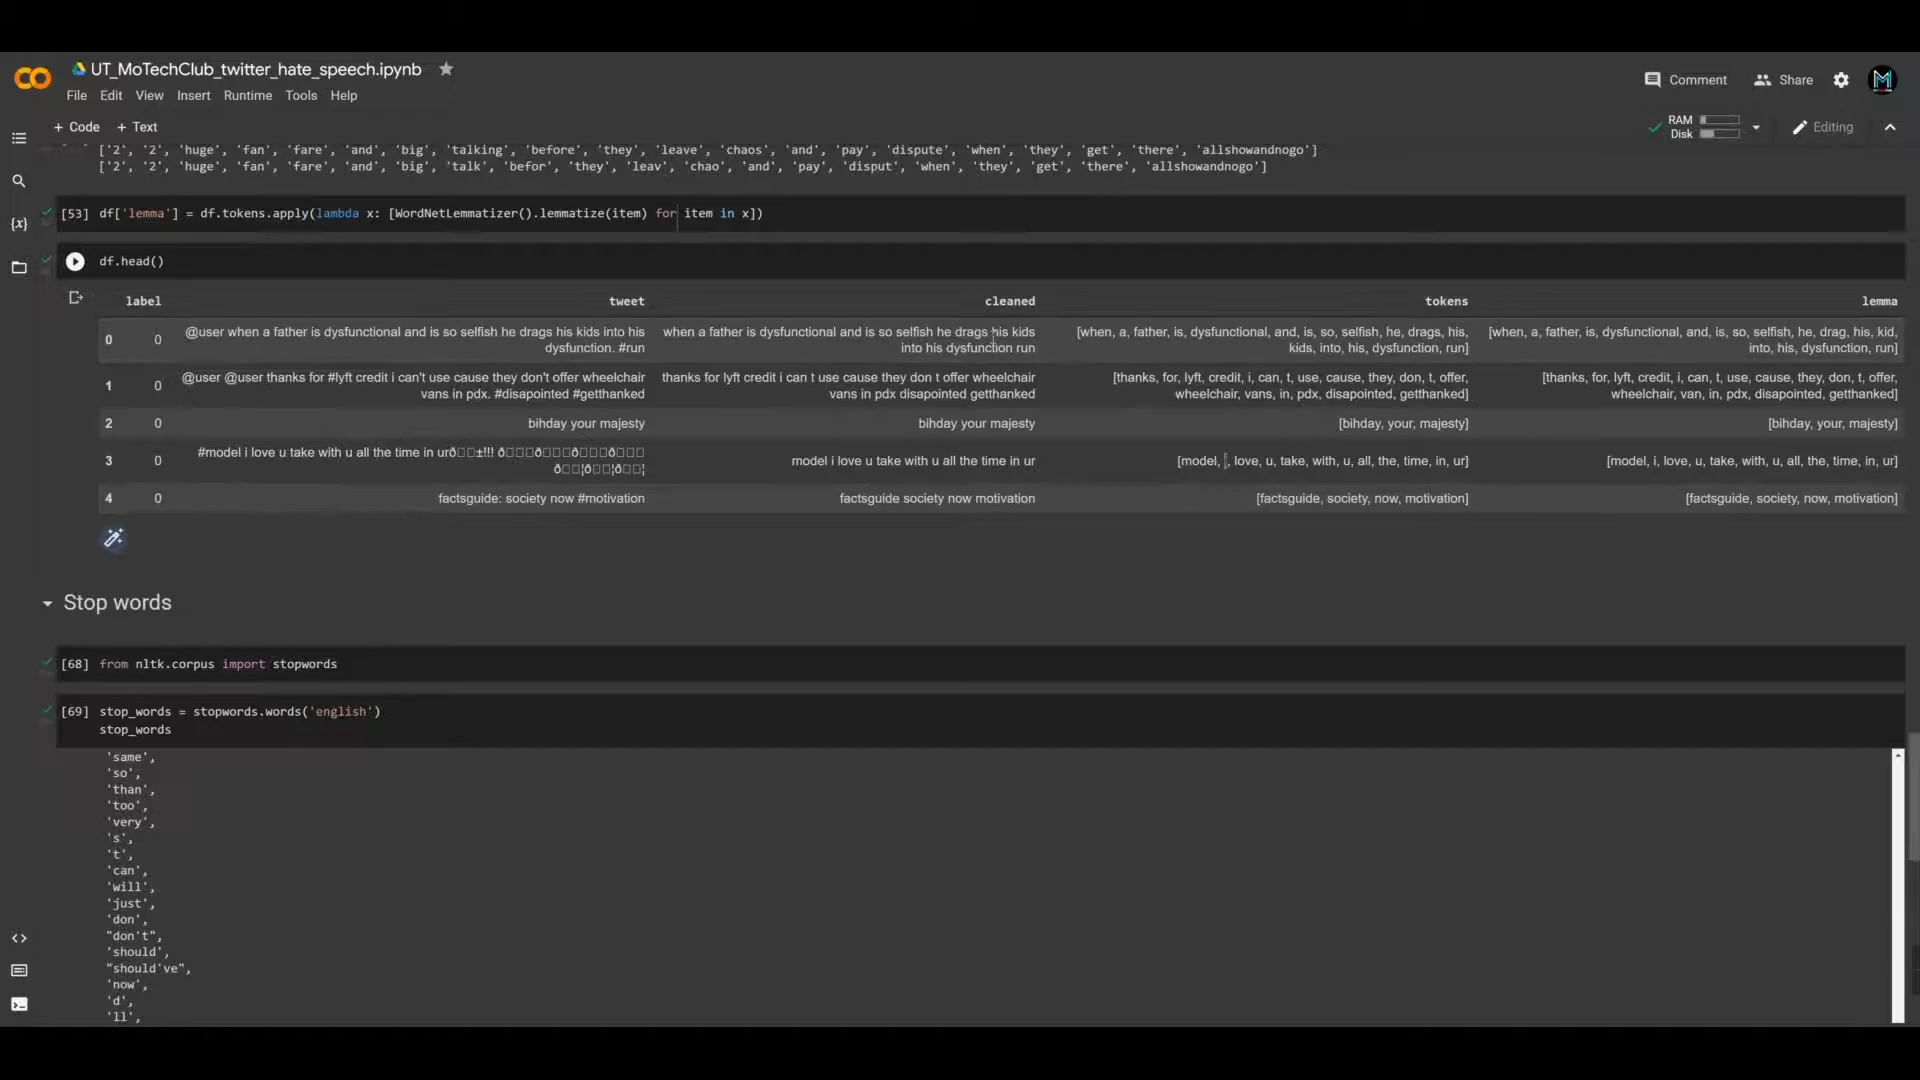 UT_MoTechClub_twitter_hate_speech.ipynb
File Edit View Insert Runtime Tools Help
Comment Share
+ Code + Text
RAM
Disk
Editing
['2', '2', 'huge', 'fan', 'fare', 'and', 'big', 'talking', 'before', 'they', 'leave', 'chaos', 'and', 'pay', 'dispute', 'when', 'they', 'get', 'there', 'allshowandnogo']
['2', '2', 'huge', 'fan', 'fare', 'and', 'big', 'talk', 'befor', 'they', 'leav', 'chao', 'and', 'pay', 'disput', 'when', 'they', 'get', 'there', 'allshowandnogo']
[53] df['lemma'] = df.tokens.apply(lambda x: [WordNetLemmatizer().lemmatize(item) for item in x])
df.head()
label tweet cleaned tokens lemma
0 0 @user when a father is dysfunctional and is so selfish he drags his kids into his dysfunction. #run
when a father is dysfunctional and is so selfish he drags his kids into his dysfunction run
[when, a, father, is, dysfunctional, and, is, so, selfish, he, drags, his, kids, into, his, dysfunction, run]
[when, a, father, is, dysfunctional, and, is, so, selfish, he, drag, his, kid, into, his, dysfunction, run]
1 0 @user @user thanks for #lyft credit i can't use cause they don't offer wheelchair vans in pdx. #disapointed #getthanked
thanks for lyft credit i can t use cause they don t offer wheelchair vans in pdx disapointed getthanked
[thanks, for, lyft, credit, i, can, t, use, cause, they, don, t, offer, wheelchair, vans, in, pdx, disapointed, getthanked]
[thanks, for, lyft, credit, i, can, t, use, cause, they, don, t, offer, wheelchair, van, in, pdx, disapointed, getthanked]
2 0 bihday your majesty
bihday your majesty
[bihday, your, majesty]
[bihday, your, majesty]
3 0 #model i love u take with u all the time in urð□□±!!! ð□□□ð□□□ð□□□ð□□□ ð□□¦ð□□¦ð□□¦
model i love u take with u all the time in ur
[model, i, love, u, take, with, u, all, the, time, in, ur]
[model, i, love, u, take, with, u, all, the, time, in, ur]
4 0 factsguide: society now #motivation
factsguide society now motivation
[factsguide, society, now, motivation]
[factsguide, society, now, motivation]
Stop words
[68] from nltk.corpus import stopwords
[69] stop_words = stopwords.words('english')
stop_words
'same',
'so',
'than',
'too',
'very',
's',
't',
'can',
'will',
'just',
'don',
"don't",
'should',
"should've",
'now',
'd',
'll',